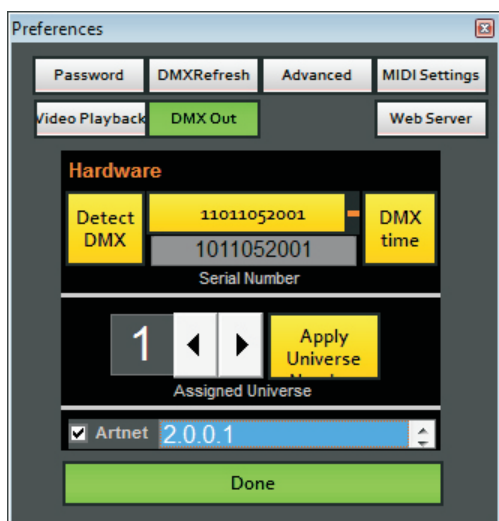 Preferences
Password DMXRefresh Advanced MIDI Settings
Video Playback DMX Out Web Server
Hardware
Detect DMX
11011052001
1011052001
DMX time
Serial Number
1
Apply
Universe
Assigned Universe
Artnet 2.0.0.1
Done